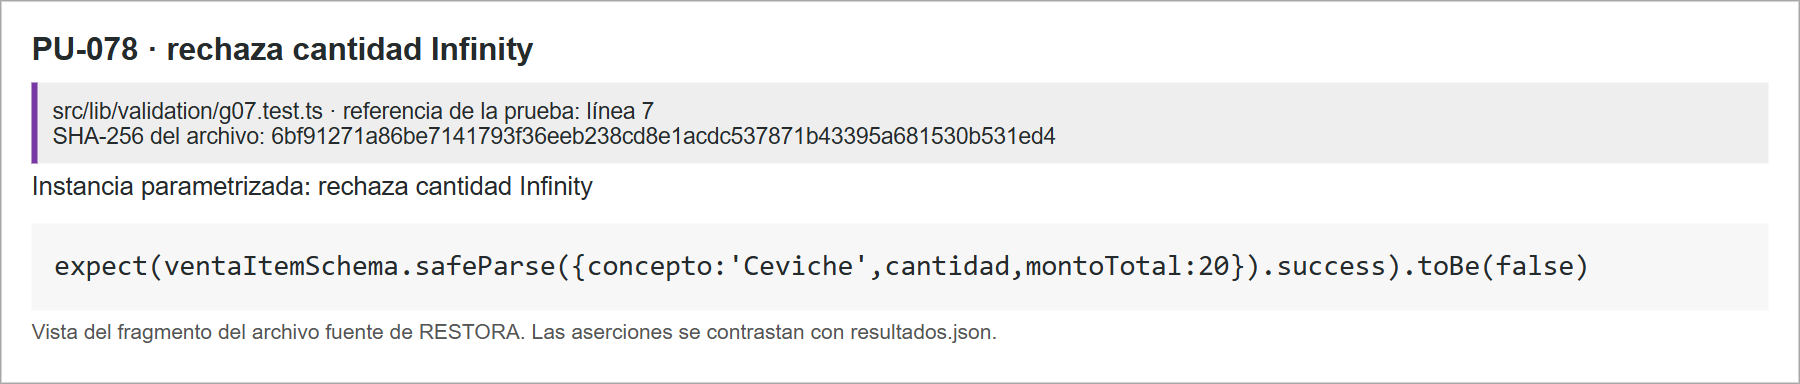 PU-078 · rechaza cantidad Infinity
src/lib/validation/g07.test.ts · referencia de la prueba: línea 7
SHA-256 del archivo: 6bf91271a86be7141793f36eeb238cd8e1acdc537871b43395a681530b531ed4
Instancia parametrizada: rechaza cantidad Infinity
expect(ventaItemSchema.safeParse({concepto:'Ceviche',cantidad,montoTotal:20}).success).toBe(false)
Vista del fragmento del archivo fuente de RESTORA. Las aserciones se contrastan con resultados.json.